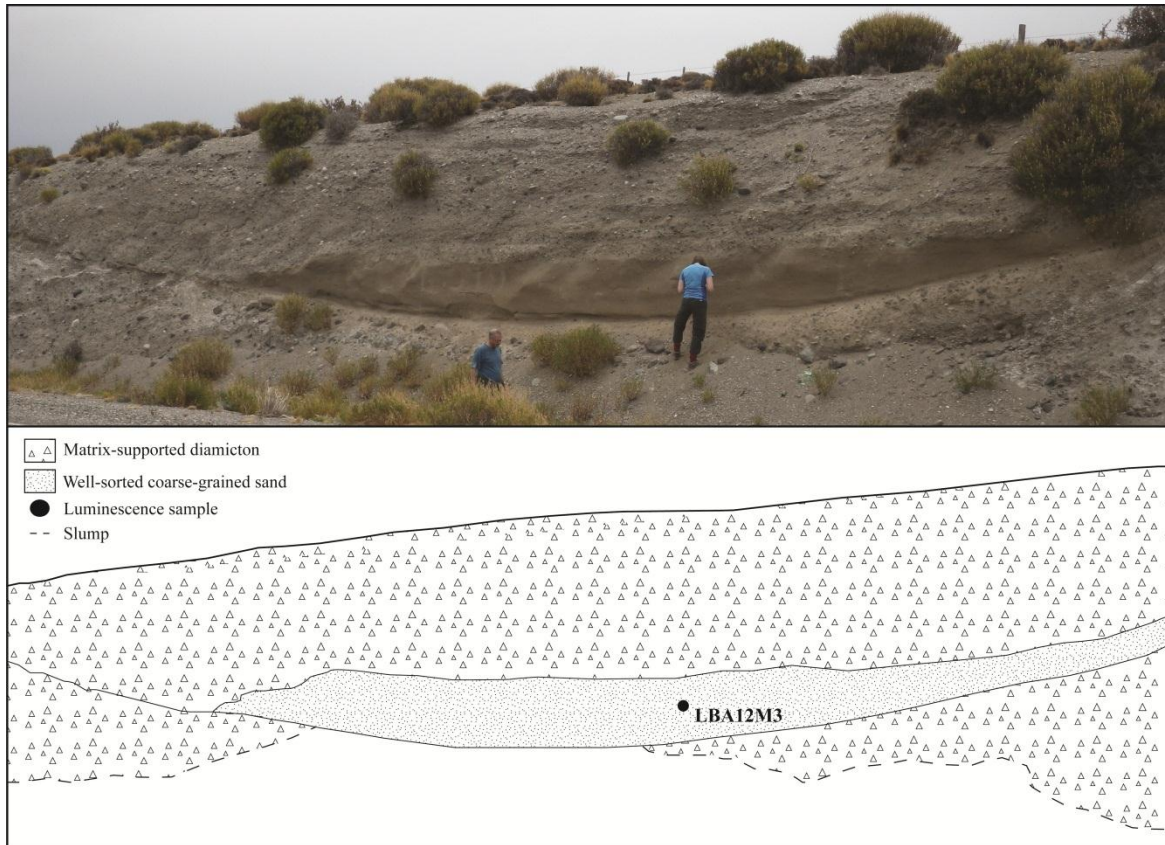 Matrix-supported diamicton
Well-sorted coarse-grained sand
Luminescence sample
Slump
LBA12M3